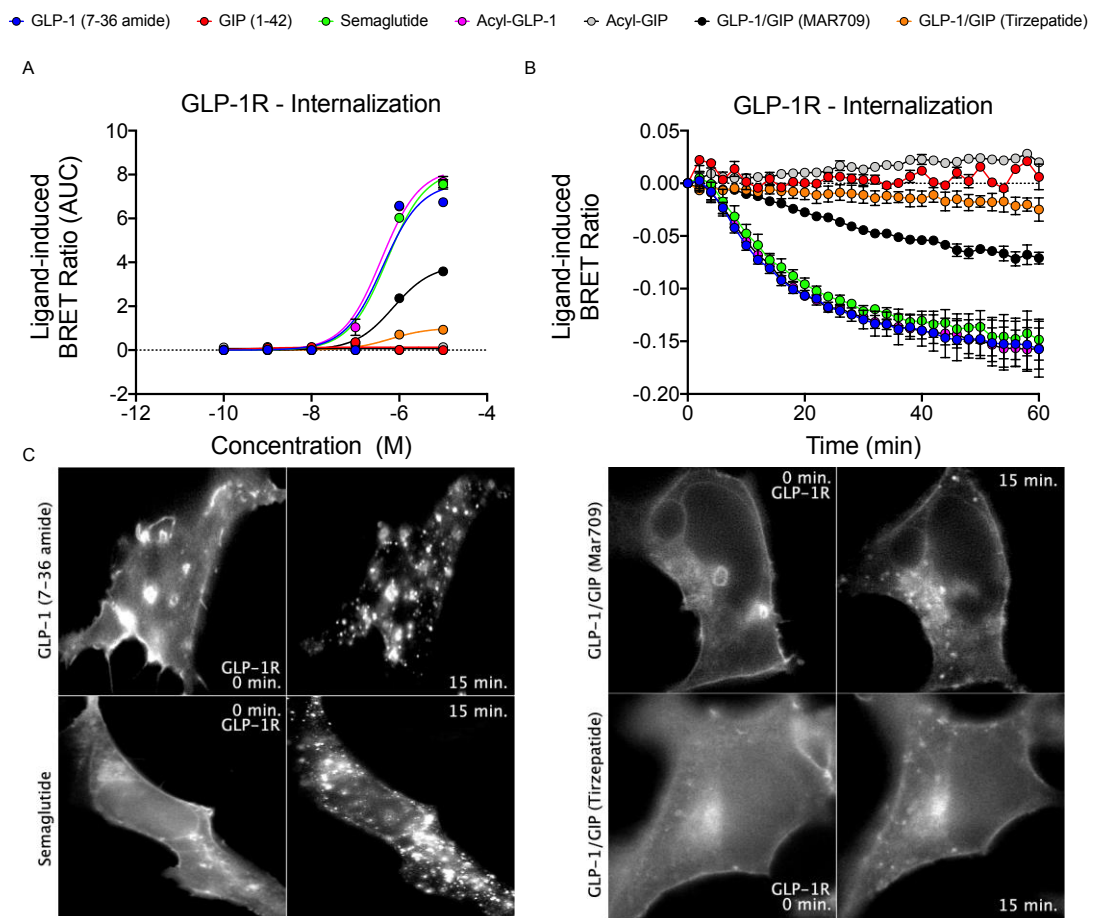 GLP-1 (7-36 amide) GIP (1-42) Semaglutide Acyl-GLP-1 Acyl-GIP GLP-1/GIP (MAR709) GLP-1/GIP (Tirzepatide)
A
GLP-1R - Internalization
Ligand-induced
BRET Ratio (AUC)
10
8
6
4
2
0
-2
-12 -10 -8 -6 -4
Concentration (M)
B
GLP-1R - Internalization
Ligand-induced
BRET Ratio
0.05
0.00
-0.05
-0.10
-0.15
-0.20
0 20 40 60
Time (min)
C
GLP-1 (7-36 amide)
GLP-1R
0 min.
15 min.
GLP-1/GIP (Mar709)
0 min.
GLP-1R
15 min.
Semaglutide
0 min.
GLP-1R
15 min.
GLP-1/GIP (Tirzepatide)
GLP-1R
0 min.
15 min.